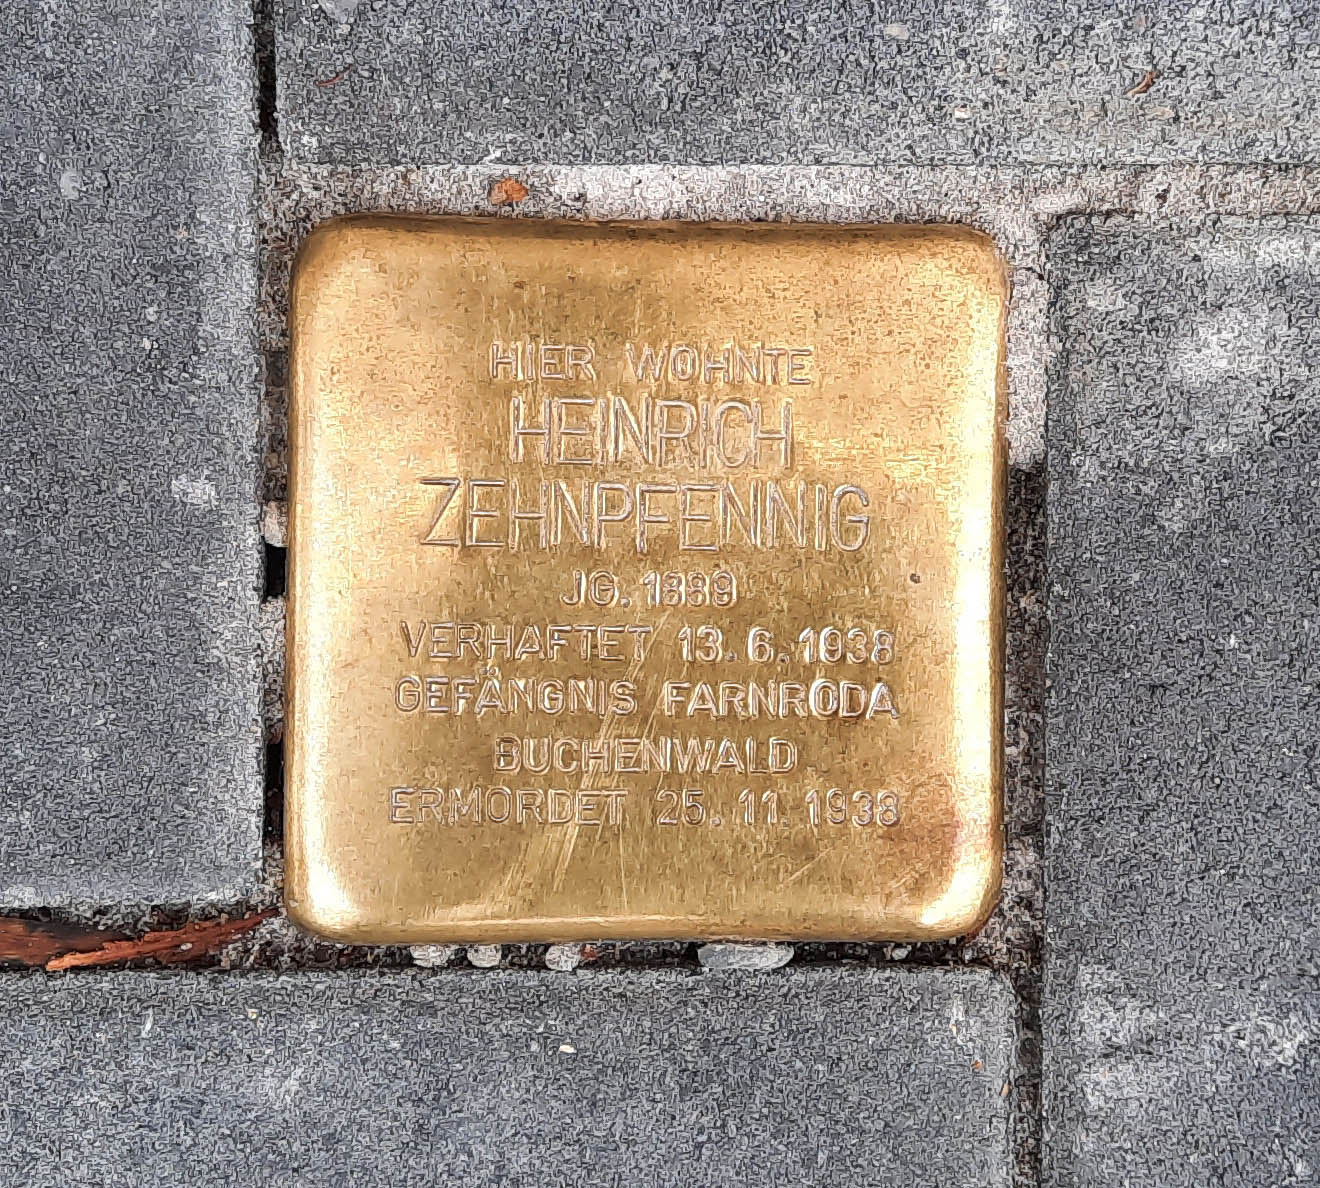 HIER WOHNTE
HEINRICH
ZEHNPFENNIG
JG. 1889
VERHAFTET 13.6.1938
GEFÄNGNIS FARNRODA
BUCHENWALD
ERMORDET 25.11.1938